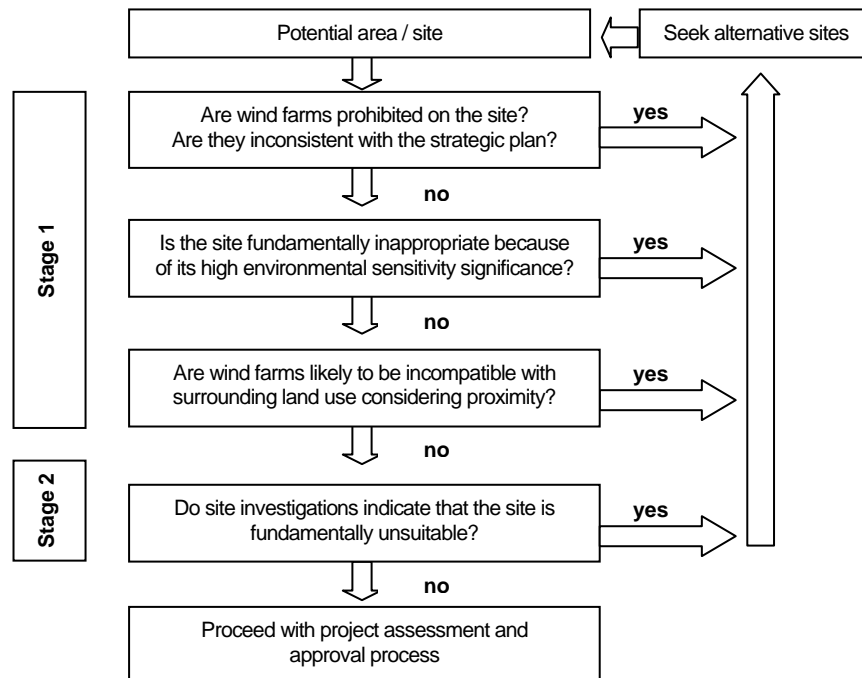 Potential area / site
Seek alternative sites
Stage 1
Are wind farms prohibited on the site?
Are they inconsistent with the strategic plan?
yes
no
Is the site fundamentally inappropriate because
of its high environmental sensitivity significance?
yes
no
Are wind farms likely to be incompatible with
surrounding land use considering proximity?
yes
no
Stage 2
Do site investigations indicate that the site is
fundamentally unsuitable?
yes
no
Proceed with project assessment and
approval process